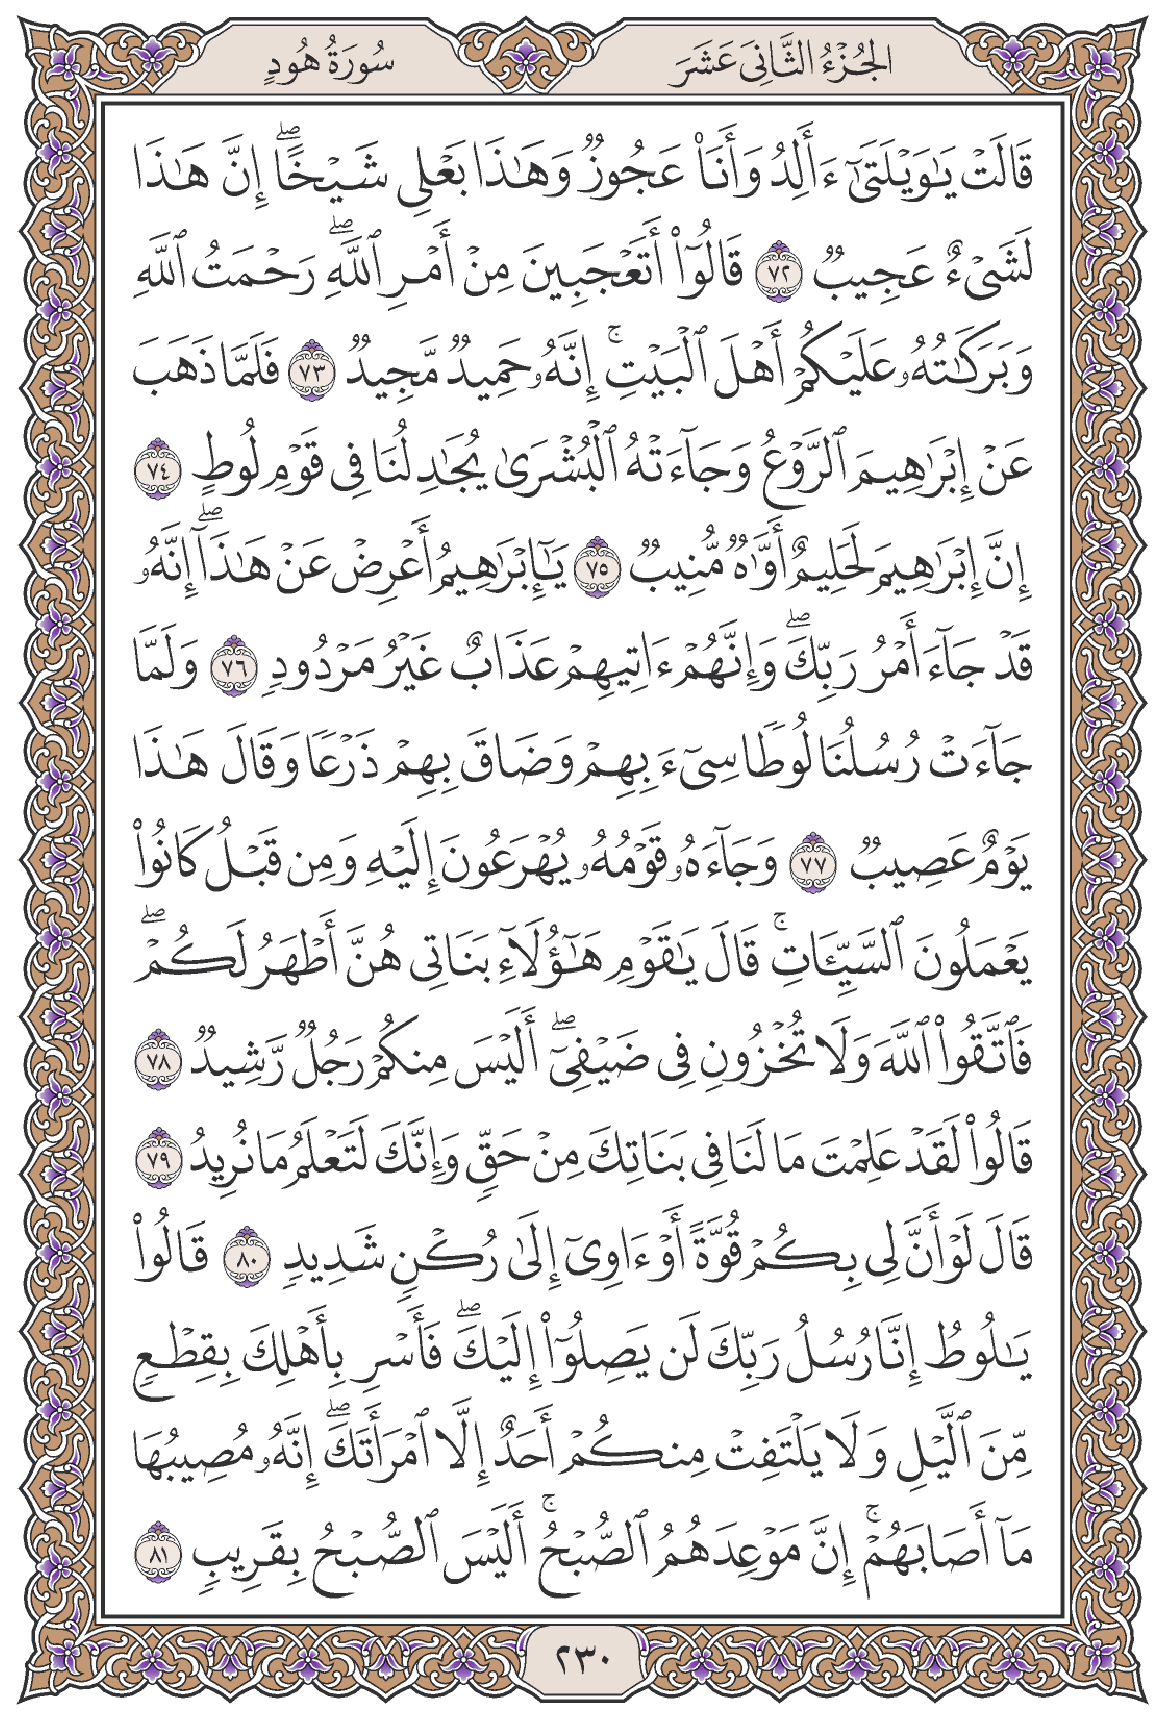 الجُزْءُ الثَّانِىَ عَشَرَ
سُورَةُ هُودٍ
قَالَتْ يَـٰوَيْلَتَىٰٓ ءَأَلِدُ وَأَنَا۠ عَجُوزٌ وَهَـٰذَا بَعْلِى شَيْخًا ۖ إِنَّ هَـٰذَا
لَشَىْءٌ عَجِيبٌ ٧٢ قَالُوٓا۟ أَتَعْجَبِينَ مِنْ أَمْرِ ٱللَّهِ ۖ رَحْمَتُ ٱللَّهِ
وَبَرَكَـٰتُهُۥ عَلَيْكُمْ أَهْلَ ٱلْبَيْتِ ۚ إِنَّهُۥ حَمِيدٌ مَّجِيدٌ ٧٣ فَلَمَّا ذَهَبَ
عَنْ إِبْرَٰهِيمَ ٱلرَّوْعُ وَجَآءَتْهُ ٱلْبُشْرَىٰ يُجَـٰدِلُنَا فِى قَوْمِ لُوطٍ ٧٤
إِنَّ إِبْرَٰهِيمَ لَحَلِيمٌ أَوَّٰهٌ مُّنِيبٌ ٧٥ يَـٰٓإِبْرَٰهِيمُ أَعْرِضْ عَنْ هَـٰذَآ ۖ إِنَّهُۥ
قَدْ جَآءَ أَمْرُ رَبِّكَ ۖ وَإِنَّهُمْ ءَاتِيهِمْ عَذَابٌ غَيْرُ مَرْدُودٍ ٧٦ وَلَمَّا
جَآءَتْ رُسُلُنَا لُوطًا سِىٓءَ بِهِمْ وَضَاقَ بِهِمْ ذَرْعًا وَقَالَ هَـٰذَا
يَوْمٌ عَصِيبٌ ٧٧ وَجَآءَهُۥ قَوْمُهُۥ يُهْرَعُونَ إِلَيْهِ وَمِن قَبْلُ كَانُوا۟
يَعْمَلُونَ ٱلسَّيِّـَٔاتِ ۚ قَالَ يَـٰقَوْمِ هَـٰٓؤُلَآءِ بَنَاتِى هُنَّ أَطْهَرُ لَكُمْ ۖ
فَٱتَّقُوا۟ ٱللَّهَ وَلَا تُخْزُونِ فِى ضَيْفِىٓ ۖ أَلَيْسَ مِنكُمْ رَجُلٌ رَّشِيدٌ ٧٨
قَالُوا۟ لَقَدْ عَلِمْتَ مَا لَنَا فِى بَنَاتِكَ مِنْ حَقٍّ وَإِنَّكَ لَتَعْلَمُ مَا نُرِيدُ ٧٩
قَالَ لَوْ أَنَّ لِى بِكُمْ قُوَّةً أَوْ ءَاوِىٓ إِلَىٰ رُكْنٍ شَدِيدٍ ٨٠ قَالُوا۟
يَـٰلُوطُ إِنَّا رُسُلُ رَبِّكَ لَن يَصِلُوٓا۟ إِلَيْكَ ۖ فَأَسْرِ بِأَهْلِكَ بِقِطْعٍ
مِّنَ ٱلَّيْلِ وَلَا يَلْتَفِتْ مِنكُمْ أَحَدٌ إِلَّا ٱمْرَأَتَكَ ۖ إِنَّهُۥ مُصِيبُهَا
مَآ أَصَابَهُمْ ۚ إِنَّ مَوْعِدَهُمُ ٱلصُّبْحُ ۚ أَلَيْسَ ٱلصُّبْحُ بِقَرِيبٍ ٨١
٢٣٠